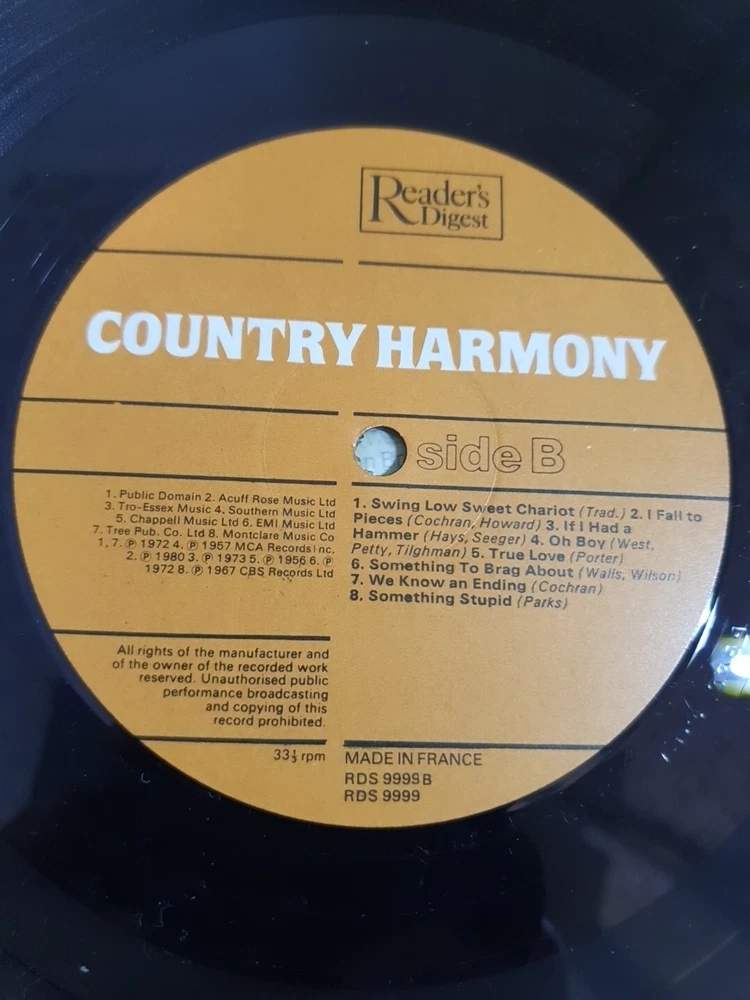 Reader's
Digest
COUNTRY HARMONY
side B
1. Public Domain 2. Acuff Rose Music Ltd
3. Tro-Essex Music 4. Southern Music
5. Chappell Music Ltd 6. EMI Music Ltd
7. Tree Pub. Co. Ltd 8. Montclare Music Co
1, 7. Ⓟ 1972 4. Ⓟ 1957 MCA Records Inc.
2. Ⓟ 1980 3. Ⓟ 1973 5. Ⓟ 1956 6. Ⓟ
1972 8. Ⓟ 1967 CBS Records Ltd
1. Swing Low Sweet Chariot (Trad.) 2. I Fall to
Pieces (Cochran, Howard) 3. If I Had a
Hammer (Hays, Seeger) 4. Oh Boy (West,
Petty, Tilghman) 5. True Love (Porter)
6. Something To Brag About (Walls, Wilson)
7. We Know an Ending (Cochran)
8. Something Stupid (Parks)
All rights of the manufacturer and
of the owner of the recorded work
reserved. Unauthorised public
performance broadcasting
and copying of this
record prohibited.
33⅓ rpm
MADE IN FRANCE
RDS 9999 B
RDS 9999